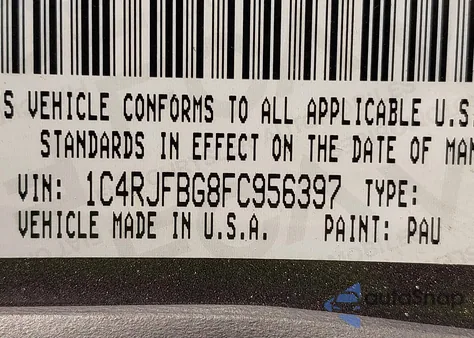 S VEHICLE CONFORMS TO ALL APPLICABLE U.S.
STANDARDS IN EFFECT ON THE DATE OF MAN
VIN: 1C4RJFBG8FC956397 TYPE:
VEHICLE MADE IN U.S.A. PAINT: PAU
autoSnap